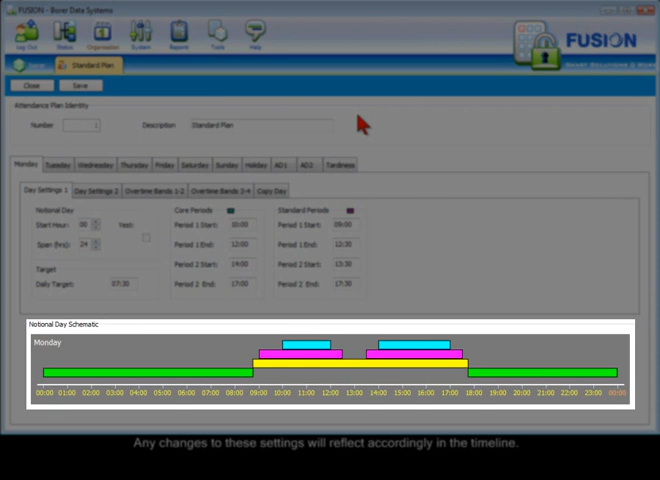 FUSION - Borer Data Systems
Log Out Status Organisation System Reports Tools Help
FUSION
Home Standard Plan
Close Save
Attendance Plan Identity
Number 1 Description Standard Plan
Monday Tuesday Wednesday Thursday Friday Saturday Sunday Holiday AD1 AD2 Tardiness
Day Settings 1 Day Settings 2 Overtime Bands 1-2 Overtime Bands 3-4 Copy Day
Notional Day Core Periods Standard Periods
Start Hour: 00 Period 1 Start: 10:00 Period 1 Start: 09:00
Span (hrs): 24 Period 1 End: 12:00 Period 1 End: 12:30
Target Period 2 Start: 14:00 Period 2 Start: 13:30
Daily Target: 07:30 Period 2 End: 17:00 Period 2 End: 17:30
Notional Day Schematic
Monday
00:00 01:00 02:00 03:00 04:00 05:00 06:00 07:00 08:00 09:00 10:00 11:00 12:00 13:00 14:00 15:00 16:00 17:00 18:00 19:00 20:00 21:00 22:00 23:00 00:00
Any changes to these settings will reflect accordingly in the timeline.